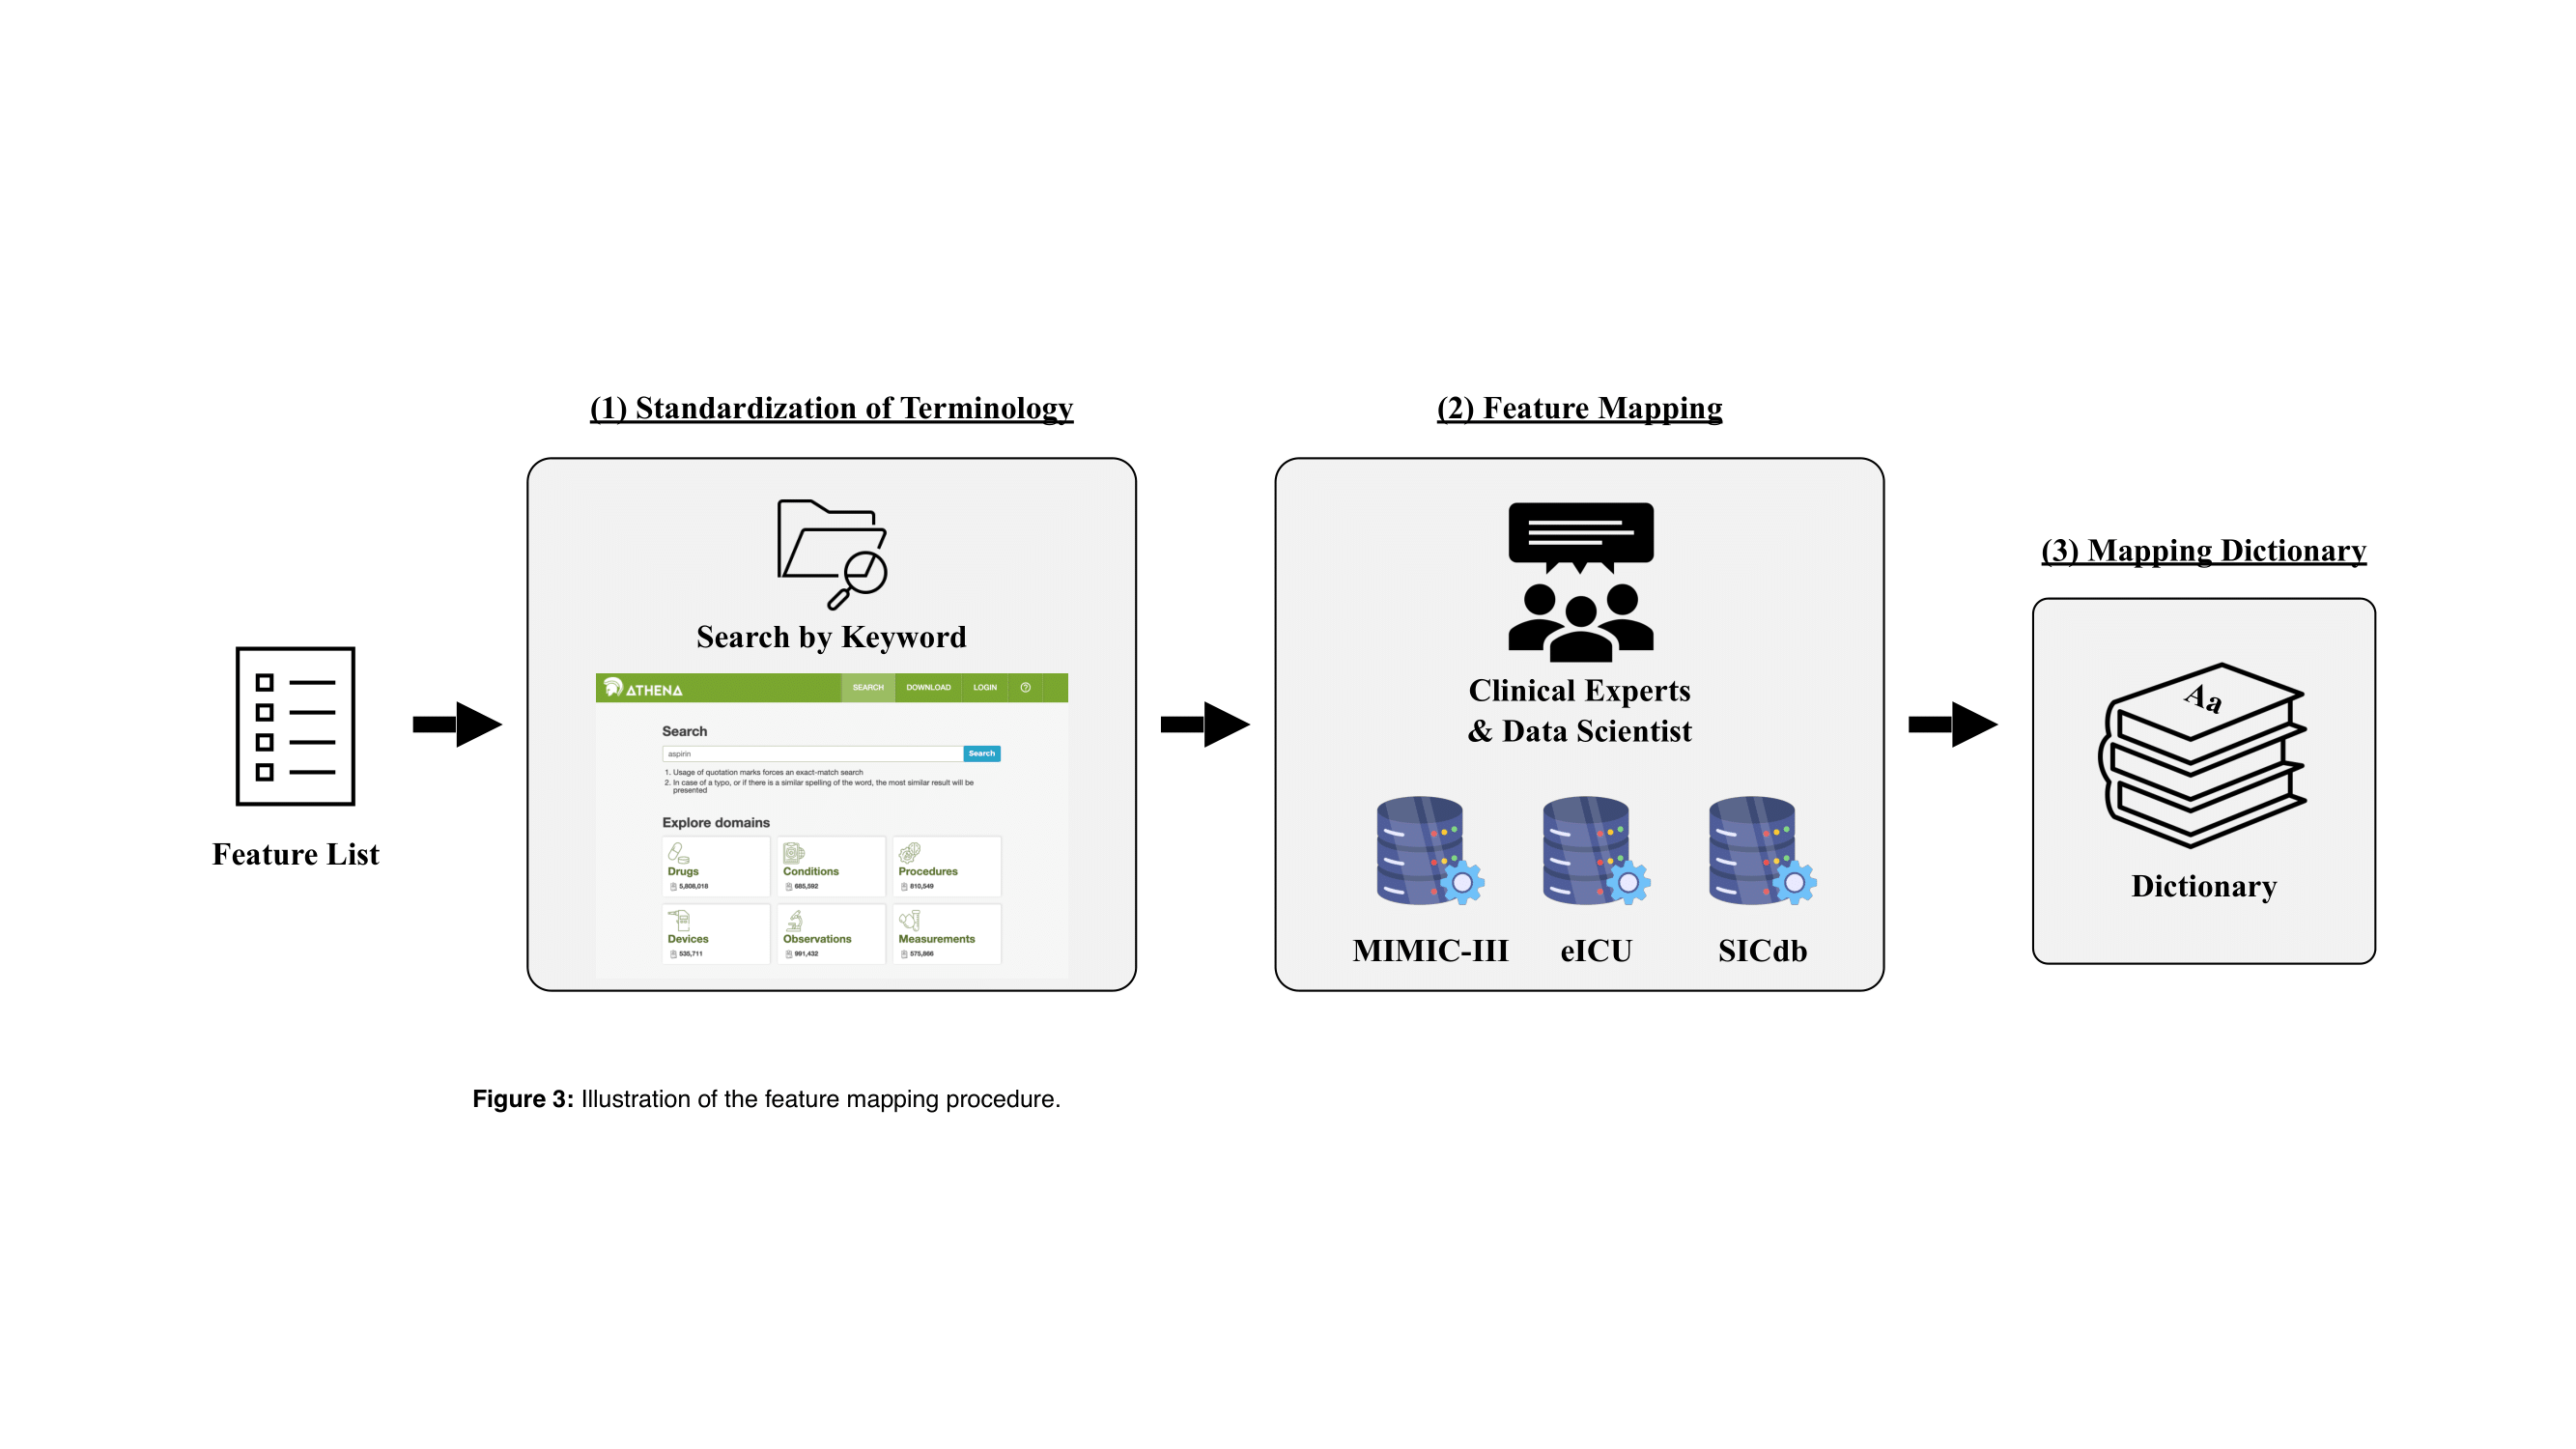 (1) Standardization of Terminology
(2) Feature Mapping
(3) Mapping Dictionary
Feature List
Search by Keyword
ATHENA
SEARCH
DOWNLOAD
LOGIN
Search
aspirin
Search
1. Usage of quotation marks forces an exact-match search
2. In case of a typo, or if there is a similar spelling of the word, the most similar result will be
presented
Explore domains
Drugs
5,808,018
Conditions
685,592
Procedures
810,549
Devices
535,711
Observations
991,432
Measurements
575,866
Clinical Experts
& Data Scientist
MIMIC-III
eICU
SICdb
Aa
Dictionary
Figure 3: Illustration of the feature mapping procedure.